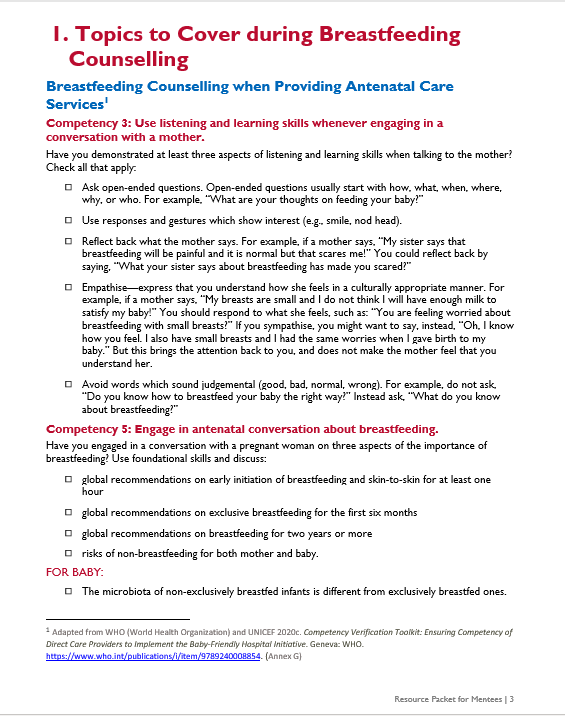 1. Topics to Cover during Breastfeeding
Counselling
Breastfeeding Counselling when Providing Antenatal Care
Services1
Competency 3: Use listening and learning skills whenever engaging in a
conversation with a mother.
Have you demonstrated at least three aspects of listening and learning skills when talking to the mother?
Check all that apply:
☐ Ask open-ended questions. Open-ended questions usually start with how, what, when, where,
why, or who. For example, “What are your thoughts on feeding your baby?”
☐ Use responses and gestures which show interest (e.g., smile, nod head).
☐ Reflect back what the mother says. For example, if a mother says, “My sister says that
breastfeeding will be painful and it is normal but that scares me!” You could reflect back by
saying, “What your sister says about breastfeeding has made you scared?”
☐ Empathise—express that you understand how she feels in a culturally appropriate manner. For
example, if a mother says, “My breasts are small and I do not think I will have enough milk to
satisfy my baby!” You should respond to what she feels, such as: “You are feeling worried about
breastfeeding with small breasts?” If you sympathise, you might want to say, instead, “Oh, I know
how you feel. I also have small breasts and I had the same worries when I gave birth to my
baby.” But this brings the attention back to you, and does not make the mother feel that you
understand her.
☐ Avoid words which sound judgemental (good, bad, normal, wrong). For example, do not ask,
“Do you know how to breastfeed your baby the right way?” Instead ask, “What do you know
about breastfeeding?”
Competency 5: Engage in antenatal conversation about breastfeeding.
Have you engaged in a conversation with a pregnant woman on three aspects of the importance of
breastfeeding? Use foundational skills and discuss:
☐ global recommendations on early initiation of breastfeeding and skin-to-skin for at least one
hour
☐ global recommendations on exclusive breastfeeding for the first six months
☐ global recommendations on breastfeeding for two years or more
☐ risks of non-breastfeeding for both mother and baby.
FOR BABY:
☐ The microbiota of non-exclusively breastfed infants is different from exclusively breastfed ones.
1 Adapted from WHO (World Health Organization) and UNICEF 2020c. Competency Verification Toolkit: Ensuring Competency of
Direct Care Providers to Implement the Baby-Friendly Hospital Initiative. Geneva: WHO.
https://www.who.int/publications/i/item/9789240008854. (Annex G)
Resource Packet for Mentees | 3